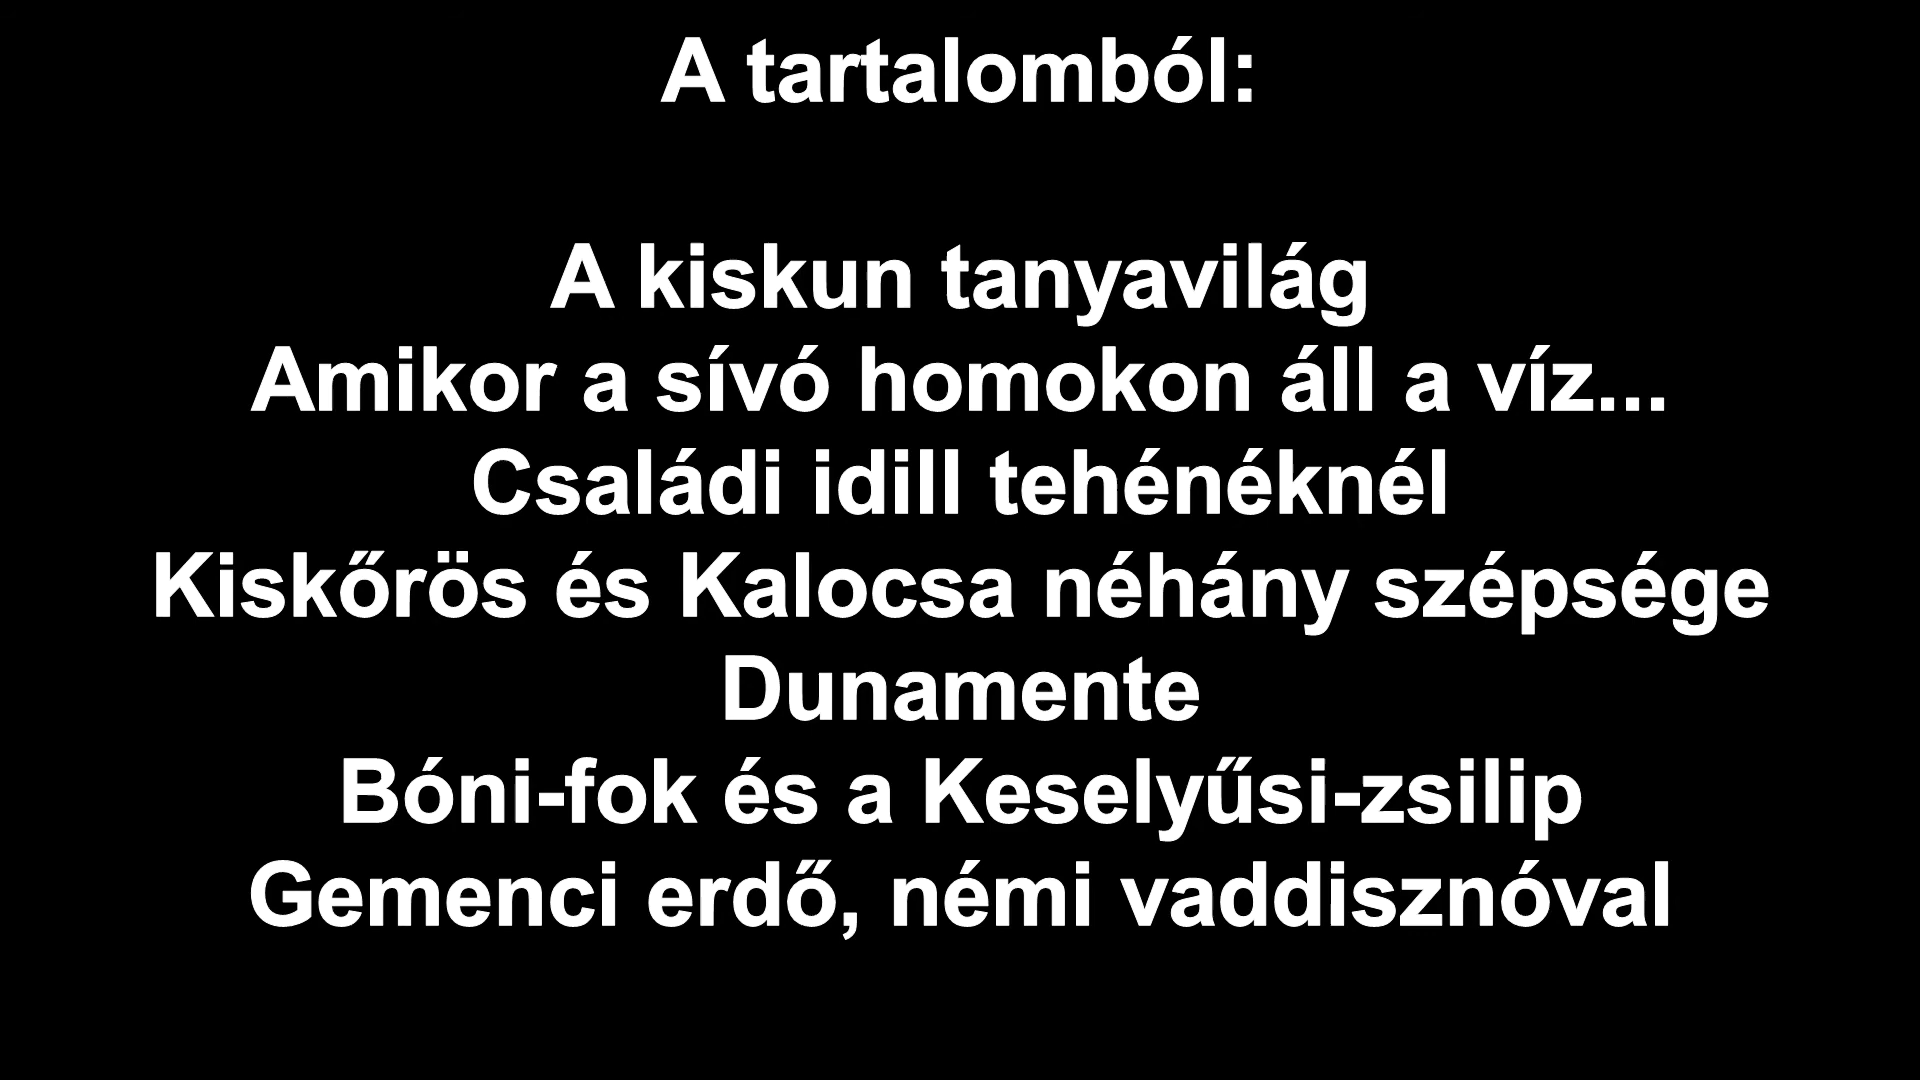 A tartalomból:
A kiskun tanyavilág
Amikor a sívó homokon áll a víz...
Családi idill tehénéknél
Kiskőrös és Kalocsa néhány szépsége
Dunamente
Bóni-fok és a Keselyűsi-zsilip
Gemenci erdő, némi vaddisznóval